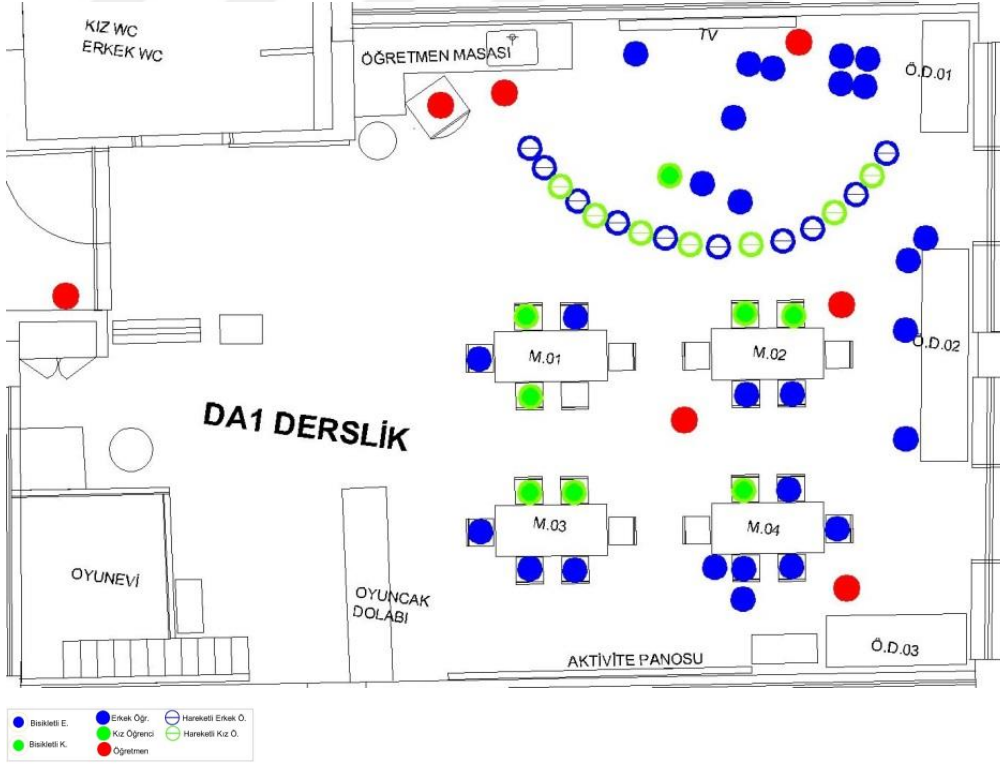 KIZ WC
ERKEK WC
ÖĞRETMEN MASASI
TV
Ö.D.01
Ö.D.02
M.01
M.02
DA1 DERSLİK
M.03
M.04
OYUNEVİ
OYUNCAK
DOLABI
AKTİVİTE PANOSU
Ö.D.03
Bisikletli E.
Erkek Öğr.
Hareketli Erkek Ö.
Bisikletli K.
Kız Öğrenci
Hareketli Kız Ö.
Öğretmen